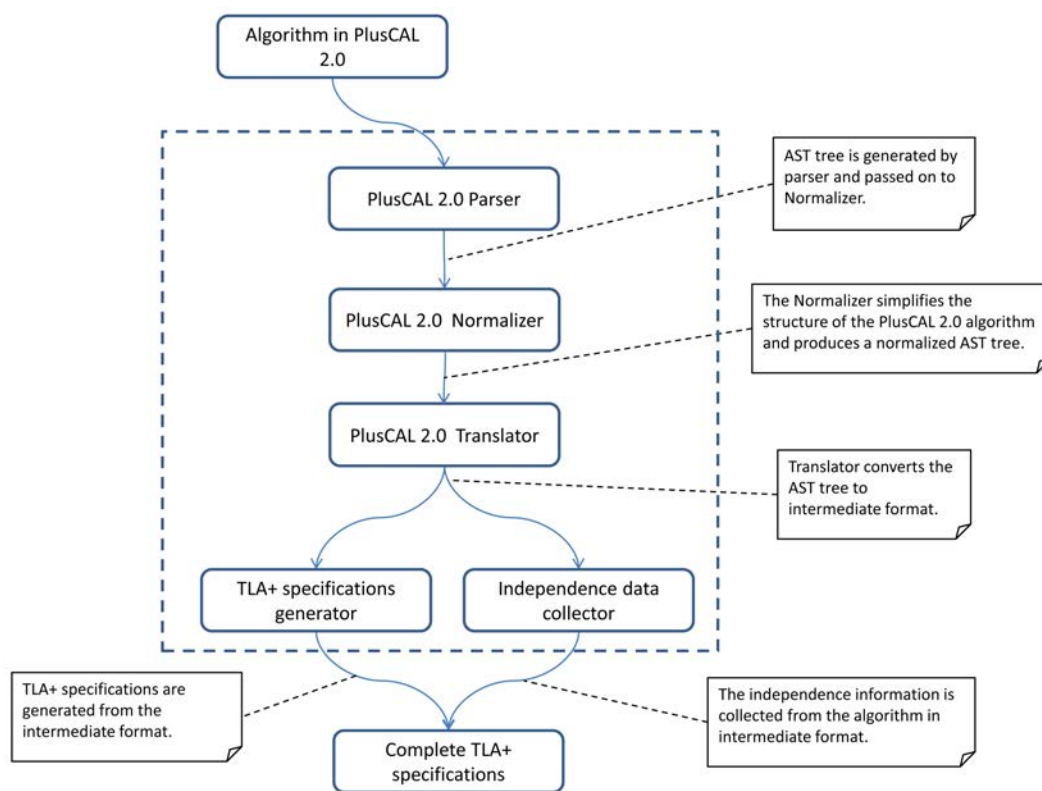 Algorithm in PlusCAL
2.0
AST tree is generated by
parser and passed on to
Normalizer.
PlusCAL 2.0 Parser
PlusCAL 2.0 Normalizer
The Normalizer simplifies the
structure of the PlusCAL 2.0 algorithm
and produces a normalized AST tree.
PlusCAL 2.0 Translator
Translator converts the
AST tree to
intermediate format.
TLA+ specifications
generator
Independence data
collector
TLA+ specifications are
generated from the
intermediate format.
The independence information is
collected from the algorithm in
intermediate format.
Complete TLA+
specifications